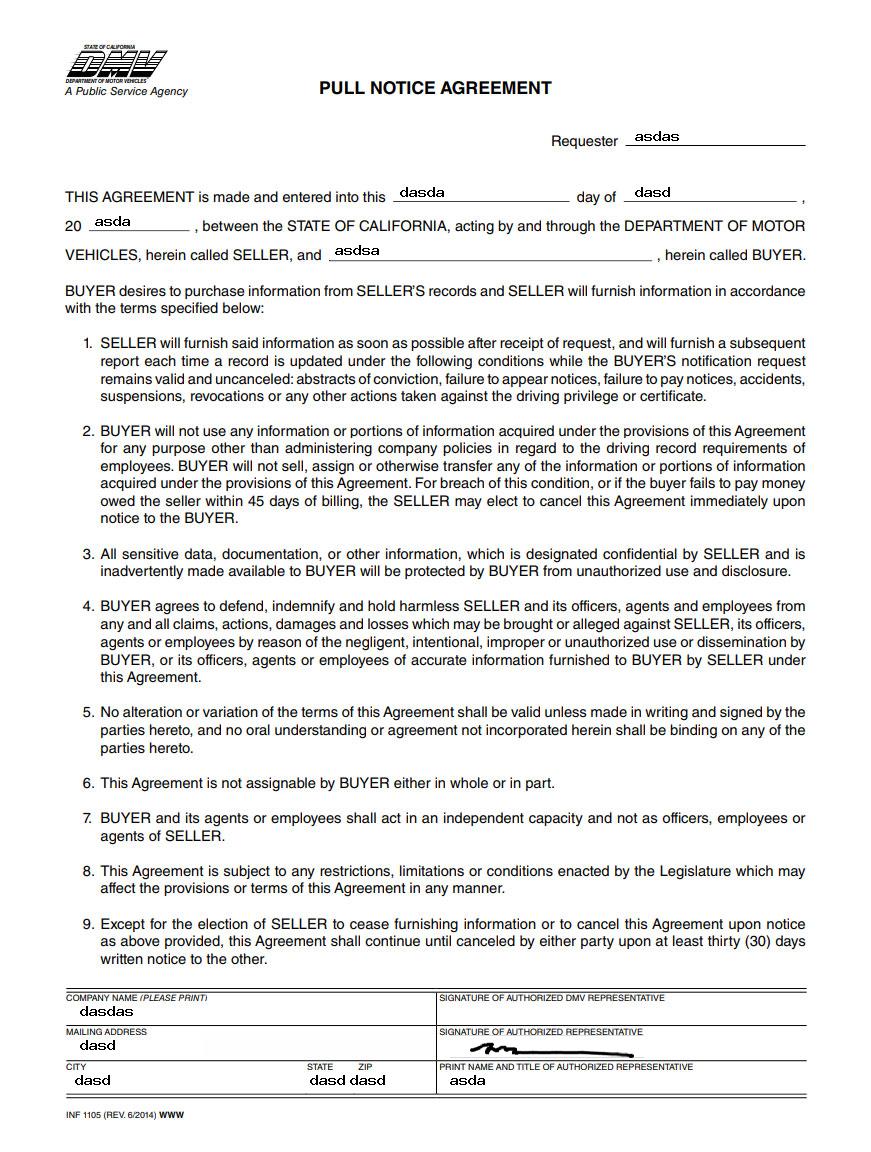 STATE OF CALIFORNIA
DMV
DEPARTMENT OF MOTOR VEHICLES
A Public Service Agency
PULL NOTICE AGREEMENT
Requester asdas
THIS AGREEMENT is made and entered into this dasda day of dasd ,
20 asda , between the STATE OF CALIFORNIA, acting by and through the DEPARTMENT OF MOTOR
VEHICLES, herein called SELLER, and asdsa , herein called BUYER.
BUYER desires to purchase information from SELLER'S records and SELLER will furnish information in accordance
with the terms specified below:
1. SELLER will furnish said information as soon as possible after receipt of request, and will furnish a subsequent
report each time a record is updated under the following conditions while the BUYER'S notification request
remains valid and uncanceled: abstracts of conviction, failure to appear notices, failure to pay notices, accidents,
suspensions, revocations or any other actions taken against the driving privilege or certificate.
2. BUYER will not use any information or portions of information acquired under the provisions of this Agreement
for any purpose other than administering company policies in regard to the driving record requirements of
employees. BUYER will not sell, assign or otherwise transfer any of the information or portions of information
acquired under the provisions of this Agreement. For breach of this condition, or if the buyer fails to pay money
owed the seller within 45 days of billing, the SELLER may elect to cancel this Agreement immediately upon
notice to the BUYER.
3. All sensitive data, documentation, or other information, which is designated confidential by SELLER and is
inadvertently made available to BUYER will be protected by BUYER from unauthorized use and disclosure.
4. BUYER agrees to defend, indemnify and hold harmless SELLER and its officers, agents and employees from
any and all claims, actions, damages and losses which may be brought or alleged against SELLER, its officers,
agents or employees by reason of the negligent, intentional, improper or unauthorized use or dissemination by
BUYER, or its officers, agents or employees of accurate information furnished to BUYER by SELLER under
this Agreement.
5. No alteration or variation of the terms of this Agreement shall be valid unless made in writing and signed by the
parties hereto, and no oral understanding or agreement not incorporated herein shall be binding on any of the
parties hereto.
6. This Agreement is not assignable by BUYER either in whole or in part.
7. BUYER and its agents or employees shall act in an independent capacity and not as officers, employees or
agents of SELLER.
8. This Agreement is subject to any restrictions, limitations or conditions enacted by the Legislature which may
affect the provisions or terms of this Agreement in any manner.
9. Except for the election of SELLER to cease furnishing information or to cancel this Agreement upon notice
as above provided, this Agreement shall continue until canceled by either party upon at least thirty (30) days
written notice to the other.
COMPANY NAME (PLEASE PRINT) SIGNATURE OF AUTHORIZED DMV REPRESENTATIVE
dasdas
MAILING ADDRESS SIGNATURE OF AUTHORIZED REPRESENTATIVE
dasd
CITY STATE ZIP PRINT NAME AND TITLE OF AUTHORIZED REPRESENTATIVE
dasd dasd dasd asda
INF 1105 (REV. 6/2014) WWW